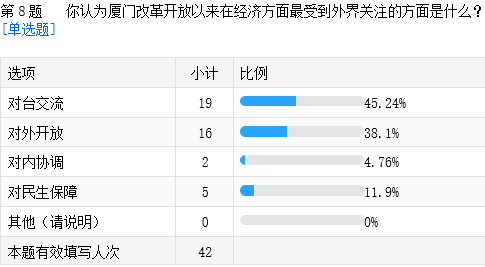 第 8 题 你认为厦门改革开放以来在经济方面最受到外界关注的方面是什么？
[单选题]
选项 小计 比例
对台交流 19 45.24%
对外开放 16 38.1%
对内协调 2 4.76%
对民生保障 5 11.9%
其他（请说明） 0 0%
本题有效填写人次 42